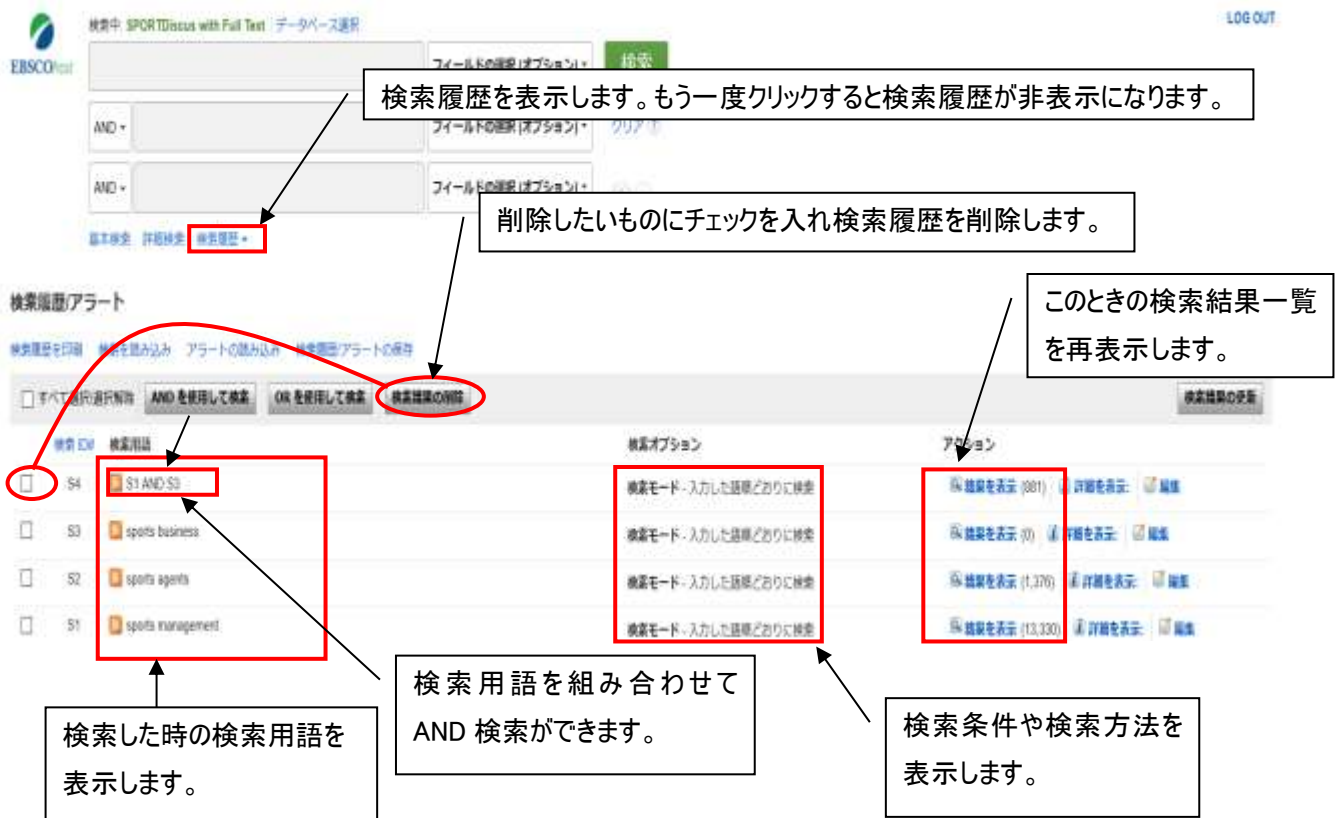 検索中: SPORTDiscus with Full Text データベース選択
LOG OUT
EBSCOhost
フィールドの選択 (オプション)
検索
検索履歴を表示します。もう一度クリックすると検索履歴が非表示になります。
AND
フィールドの選択 (オプション)
クリア
AND
フィールドの選択 (オプション)
削除したいものにチェックを入れ検索履歴を削除します。
基本検索 詳細検索 検索履歴
このときの検索結果一覧
を再表示します。
検索履歴/アラート
検索履歴を印刷 検索を読み込み アラートの読み込み 検索履歴/アラートの保存
すべて選択/選択解除 AND を使用して検索 OR を使用して検索 検索結果の削除 検索結果の更新
検索 ID# 検索用語 検索オプション アクション
S4 S1 AND S3 検索モード - 入力した語順どおりに検索 結果を表示 (881) 詳細を表示 編集
S3 sports business 検索モード - 入力した語順どおりに検索 結果を表示 (0) 詳細を表示 編集
S2 sports agents 検索モード - 入力した語順どおりに検索 結果を表示 (1,376) 詳細を表示 編集
S1 sports management 検索モード - 入力した語順どおりに検索 結果を表示 (13,330) 詳細を表示 編集
検索用語を組み合わせて
AND 検索ができます。
検索した時の検索用語を
表示します。
検索条件や検索方法を
表示します。